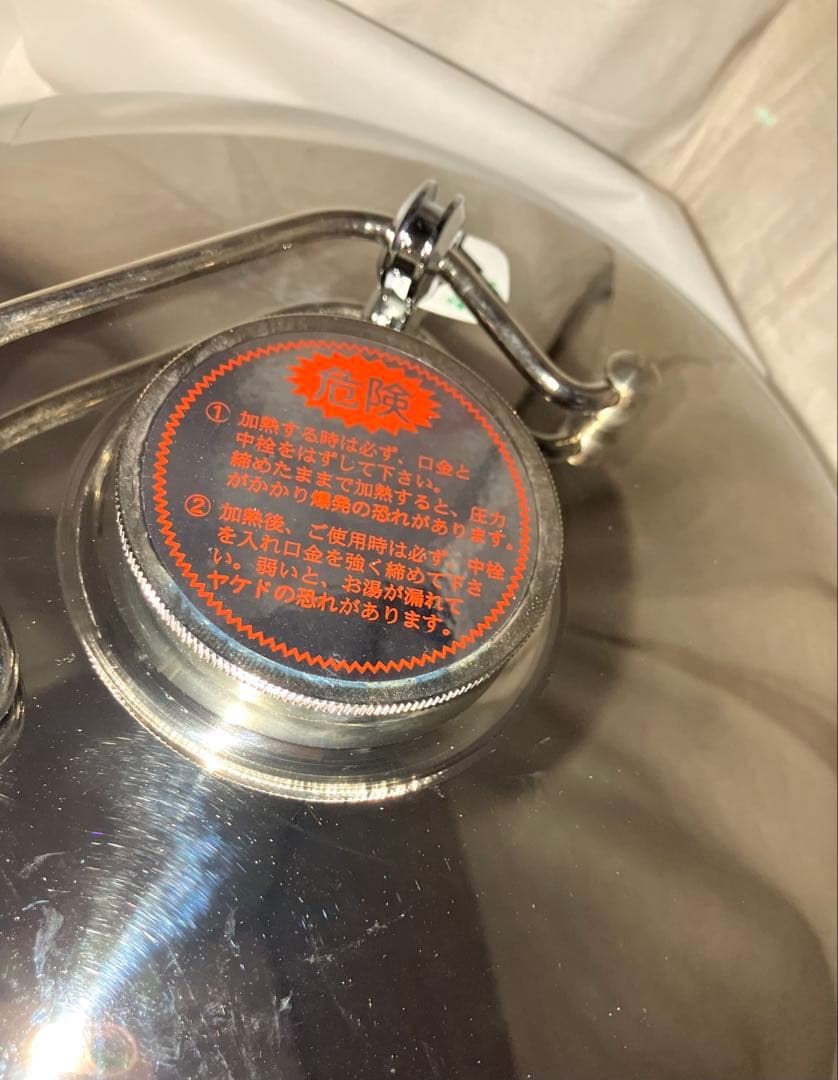 危険
① 加熱する時は必ず、口金と
中栓をはずして下さい。
締めたままで加熱すると、圧力
がかかり爆発の恐れがあります。
② 加熱後、ご使用時は必ず、中栓
を入れ口金を強く締めて下さ
い。弱いと、お湯が漏れて
ヤケドの恐れがあります。